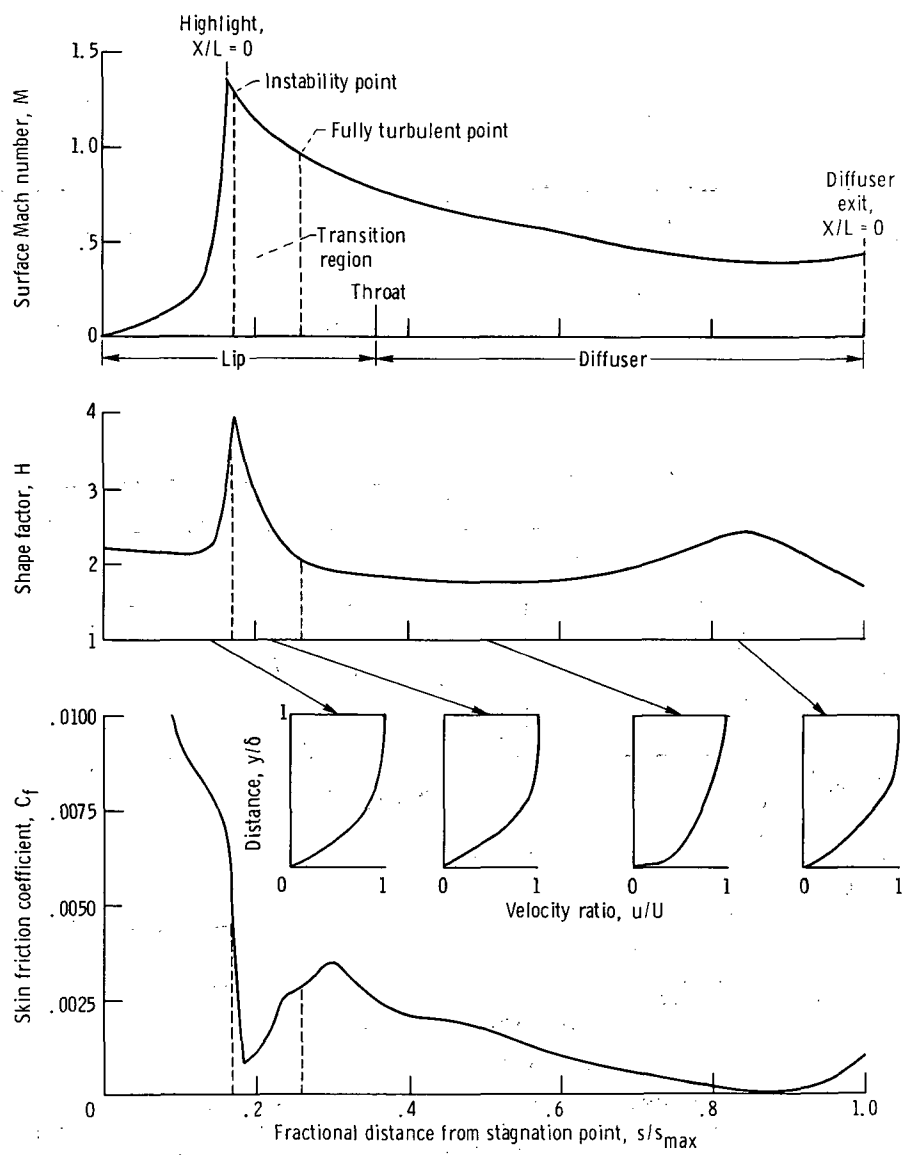 Highlight,
X/L = 0
1.5
Instability point
1.0
Fully turbulent point
Diffuser
exit,
X/L = 0
Transition
region
.5
Throat
0
Surface Mach number, M
Lip
Diffuser
4
3
2
1
Shape factor, H
.0100
.0075
.0050
.0025
0
Skin friction coefficient, Cf
1
Distance, y/δ
0 1
0 1
0 1
0 1
Velocity ratio, u/U
.2 .4 .6 .8 1.0
Fractional distance from stagnation point, s/smax